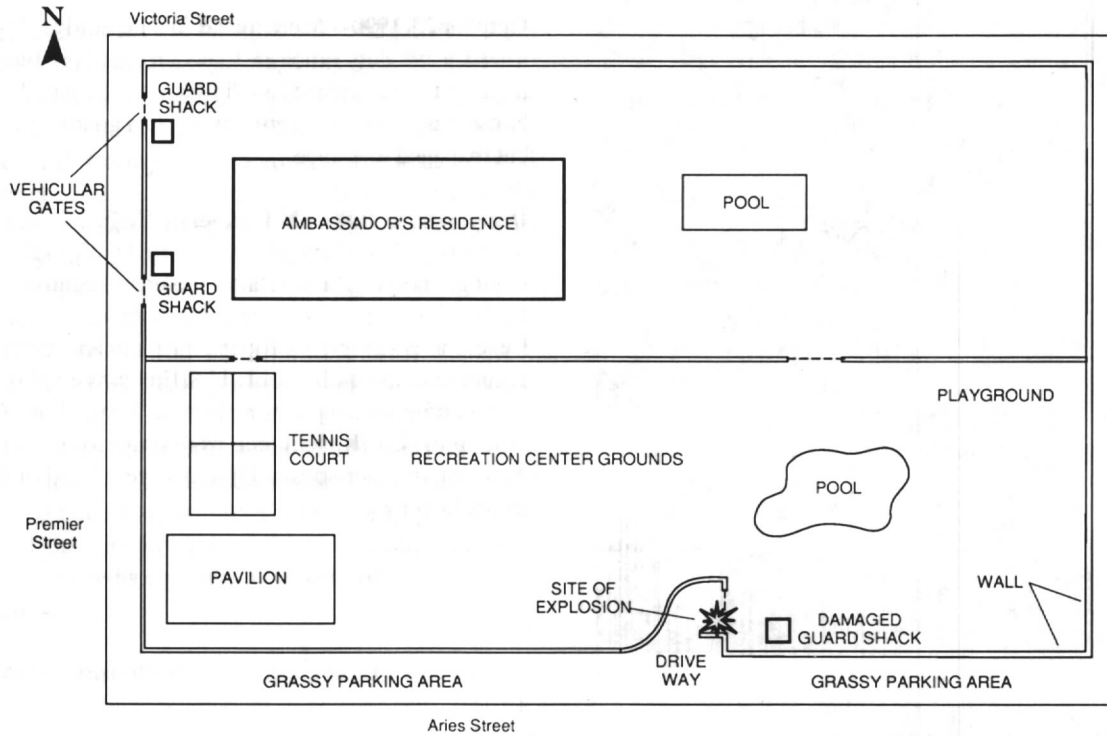 N
Victoria Street
GUARD
SHACK
VEHICULAR
GATES
AMBASSADOR'S RESIDENCE
POOL
GUARD
SHACK
PLAYGROUND
TENNIS
COURT
RECREATION CENTER GROUNDS
POOL
Premier
Street
PAVILION
SITE OF
EXPLOSION
WALL
DAMAGED
GUARD SHACK
DRIVE
WAY
GRASSY PARKING AREA
GRASSY PARKING AREA
Aries Street